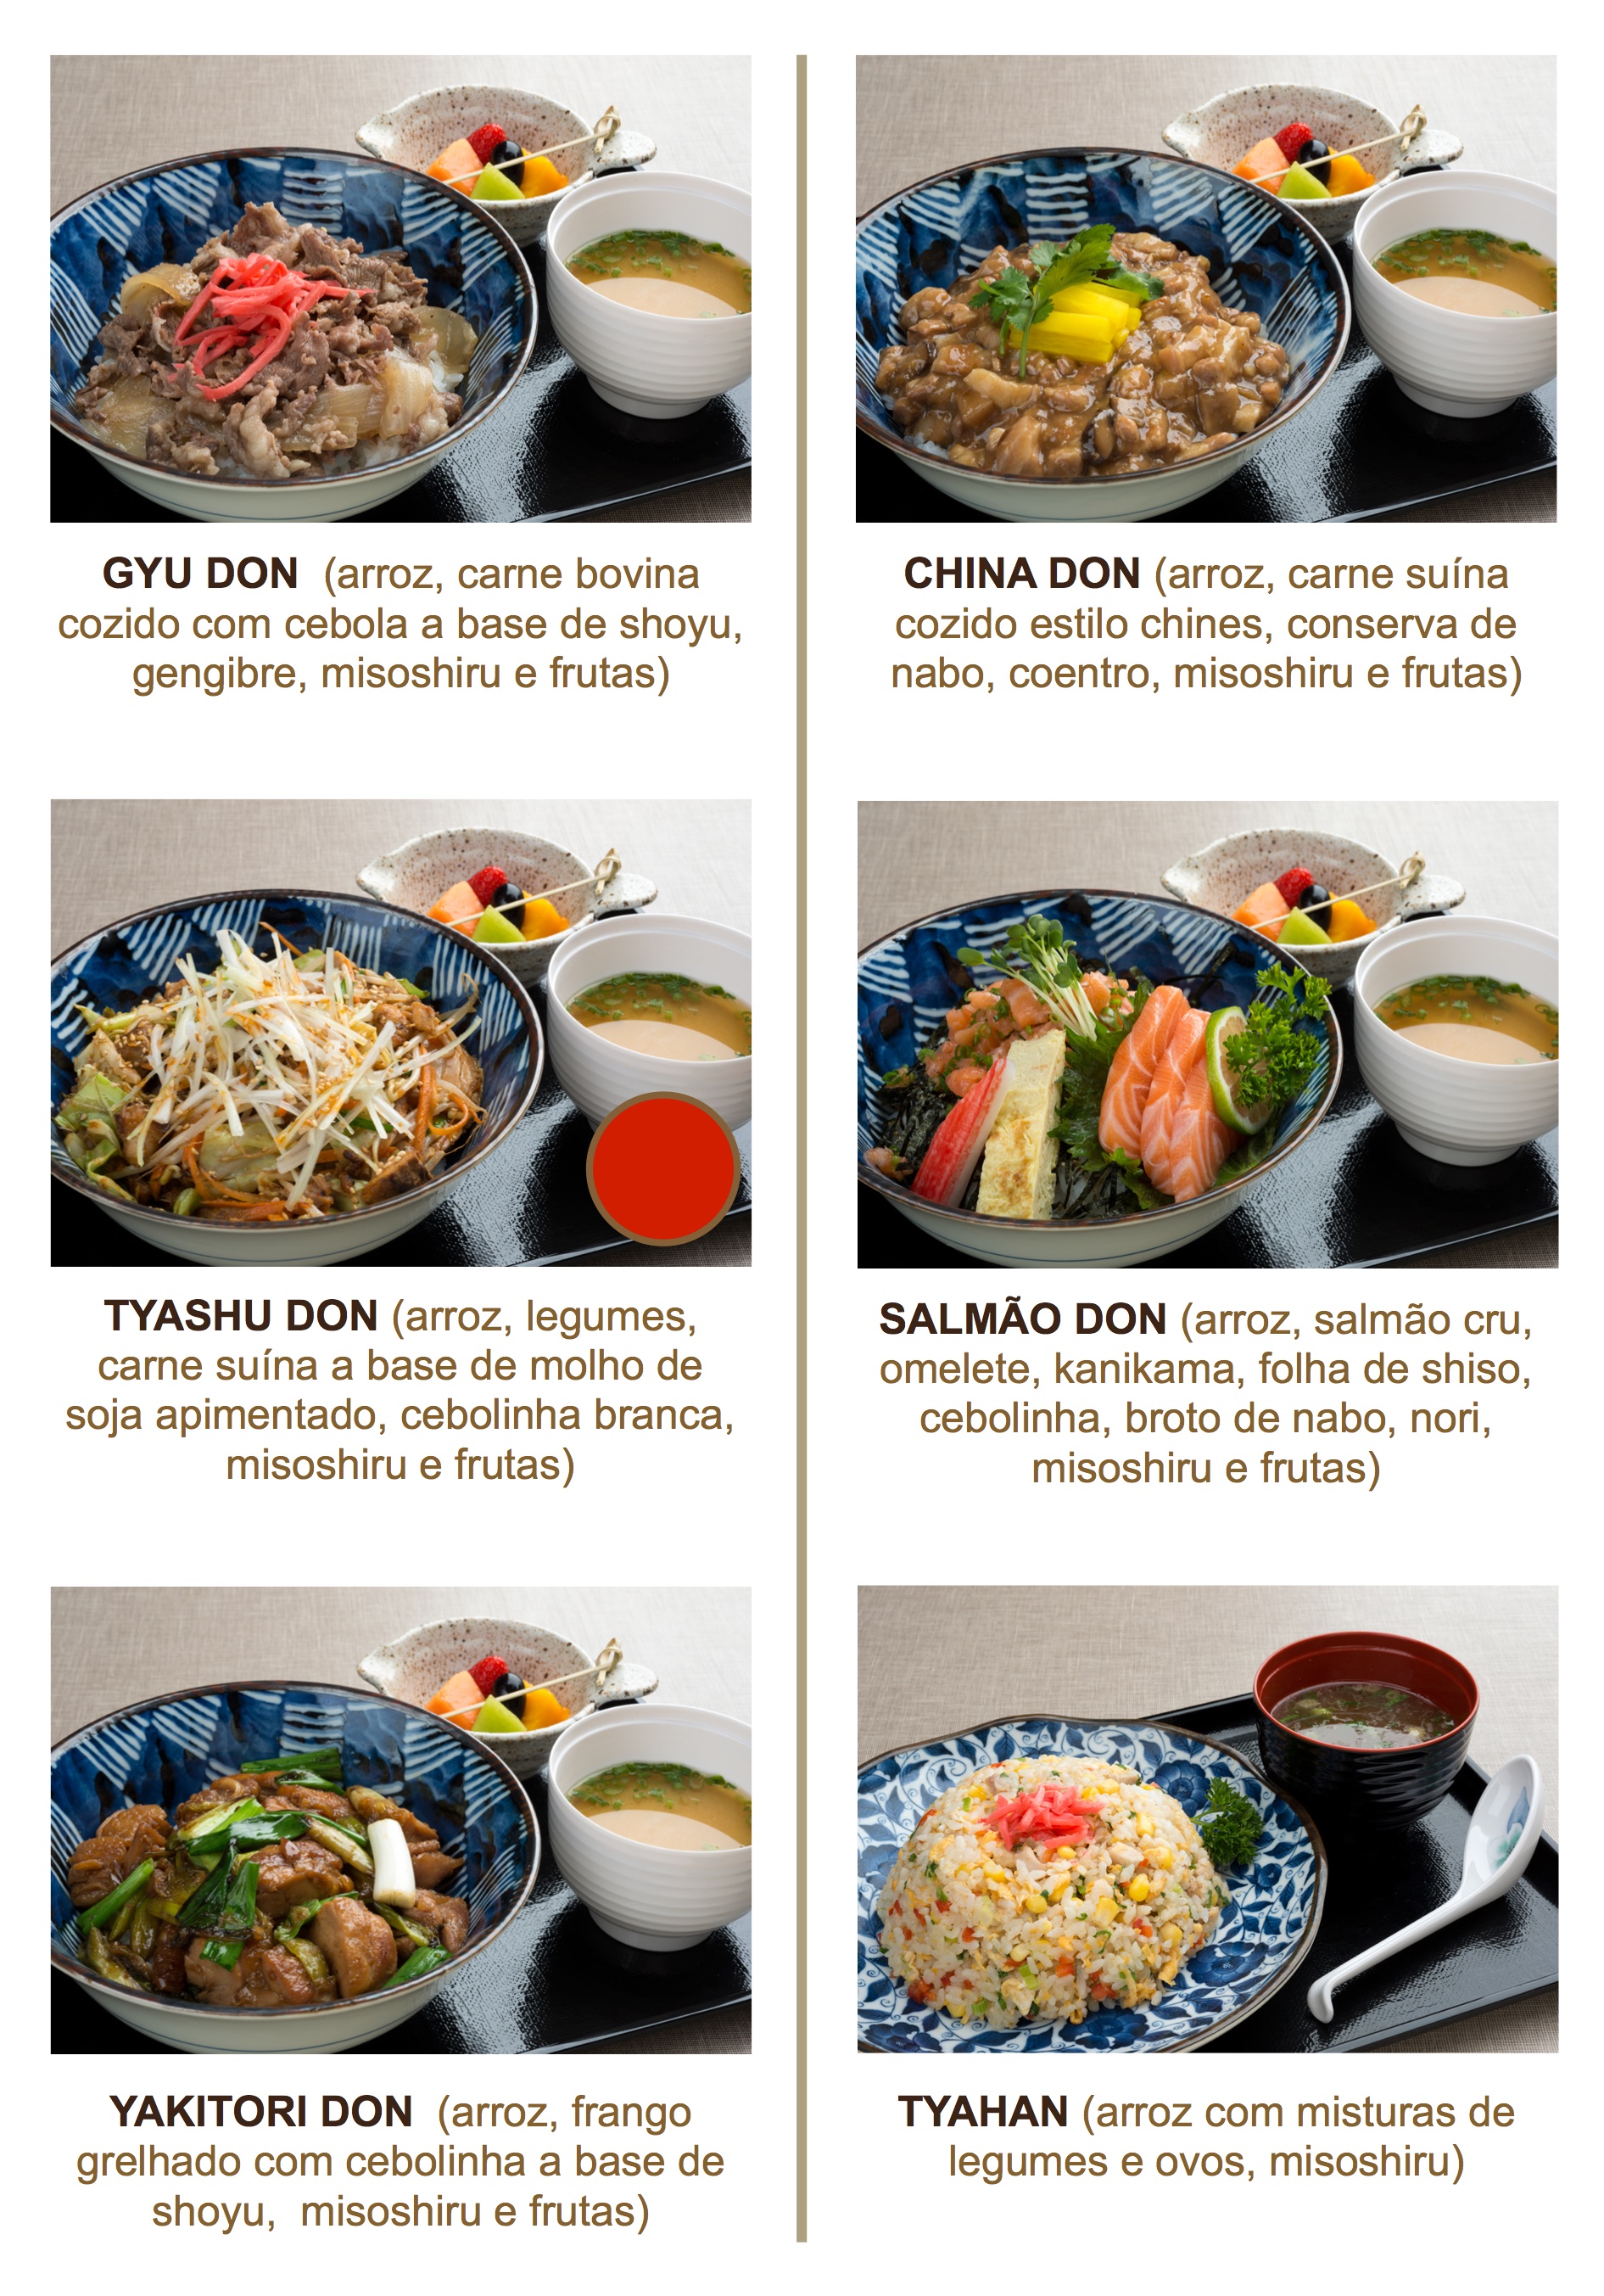 GYU DON  (arroz, carne bovina
cozido com cebola a base de shoyu,
gengibre, misoshiru e frutas)
CHINA DON (arroz, carne suína
cozido estilo chines, conserva de
nabo, coentro, misoshiru e frutas)
TYASHU DON (arroz, legumes,
carne suína a base de molho de
soja apimentado, cebolinha branca,
misoshiru e frutas)
SALMÃO DON (arroz, salmão cru,
omelete, kanikama, folha de shiso,
cebolinha, broto de nabo, nori,
misoshiru e frutas)
YAKITORI DON  (arroz, frango
grelhado com cebolinha a base de
shoyu,  misoshiru e frutas)
TYAHAN (arroz com misturas de
legumes e ovos, misoshiru)